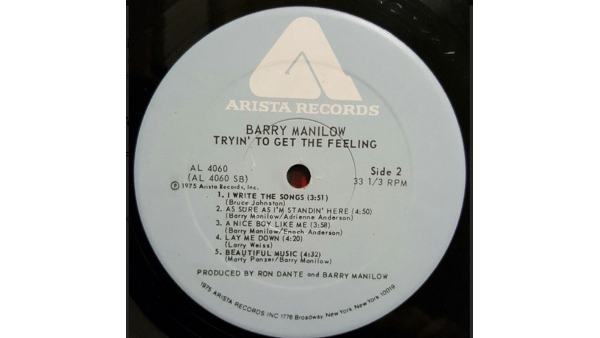 ARISTA RECORDS
BARRY MANILOW
TRYIN' TO GET THE FEELING
AL 4060
Side 2
(AL 4060 SB)
33 1/3 RPM
Ⓟ 1975 Arista Records, Inc.
1. I WRITE THE SONGS (3:51)
(Bruce Johnston)
2. AS SURE AS I'M STANDIN' HERE (4:50)
(Barry Manilow/Adrienne Anderson)
3. A NICE BOY LIKE ME (3:58)
(Barry Manilow/Enoch Anderson)
4. LAY ME DOWN (4:20)
(Larry Weiss)
5. BEAUTIFUL MUSIC (4:32)
(Marty Panzer/Barry Manilow)
PRODUCED BY RON DANTE and BARRY MANILOW
1975 ARISTA RECORDS INC 1776 Broadway, New York, New York 10019